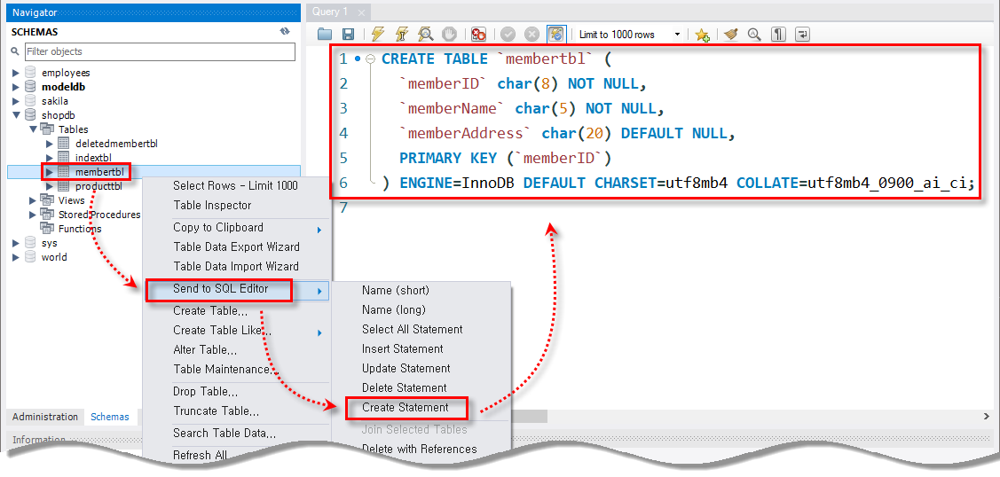 Navigator
SCHEMAS
Filter objects
employees
modeldb
sakila
shopdb
Tables
deletedmembertbl
indextbl
membertbl
producttbl
Views
Stored Procedures
Functions
sys
world
Administration Schemas
Information
Select Rows - Limit 1000
Table Inspector
Copy to Clipboard
Table Data Export Wizard
Table Data Import Wizard
Send to SQL Editor
Create Table...
Create Table Like...
Alter Table...
Table Maintenance...
Drop Table...
Truncate Table...
Search Table Data...
Refresh All
Name (short)
Name (long)
Select All Statement
Insert Statement
Update Statement
Delete Statement
Create Statement
Join Selected Tables
Delete with References
Query 1
Limit to 1000 rows
1 CREATE TABLE `membertbl` (
2 `memberID` char(8) NOT NULL,
3 `memberName` char(5) NOT NULL,
4 `memberAddress` char(20) DEFAULT NULL,
5 PRIMARY KEY (`memberID`)
6 ) ENGINE=InnoDB DEFAULT CHARSET=utf8mb4 COLLATE=utf8mb4_0900_ai_ci;
7